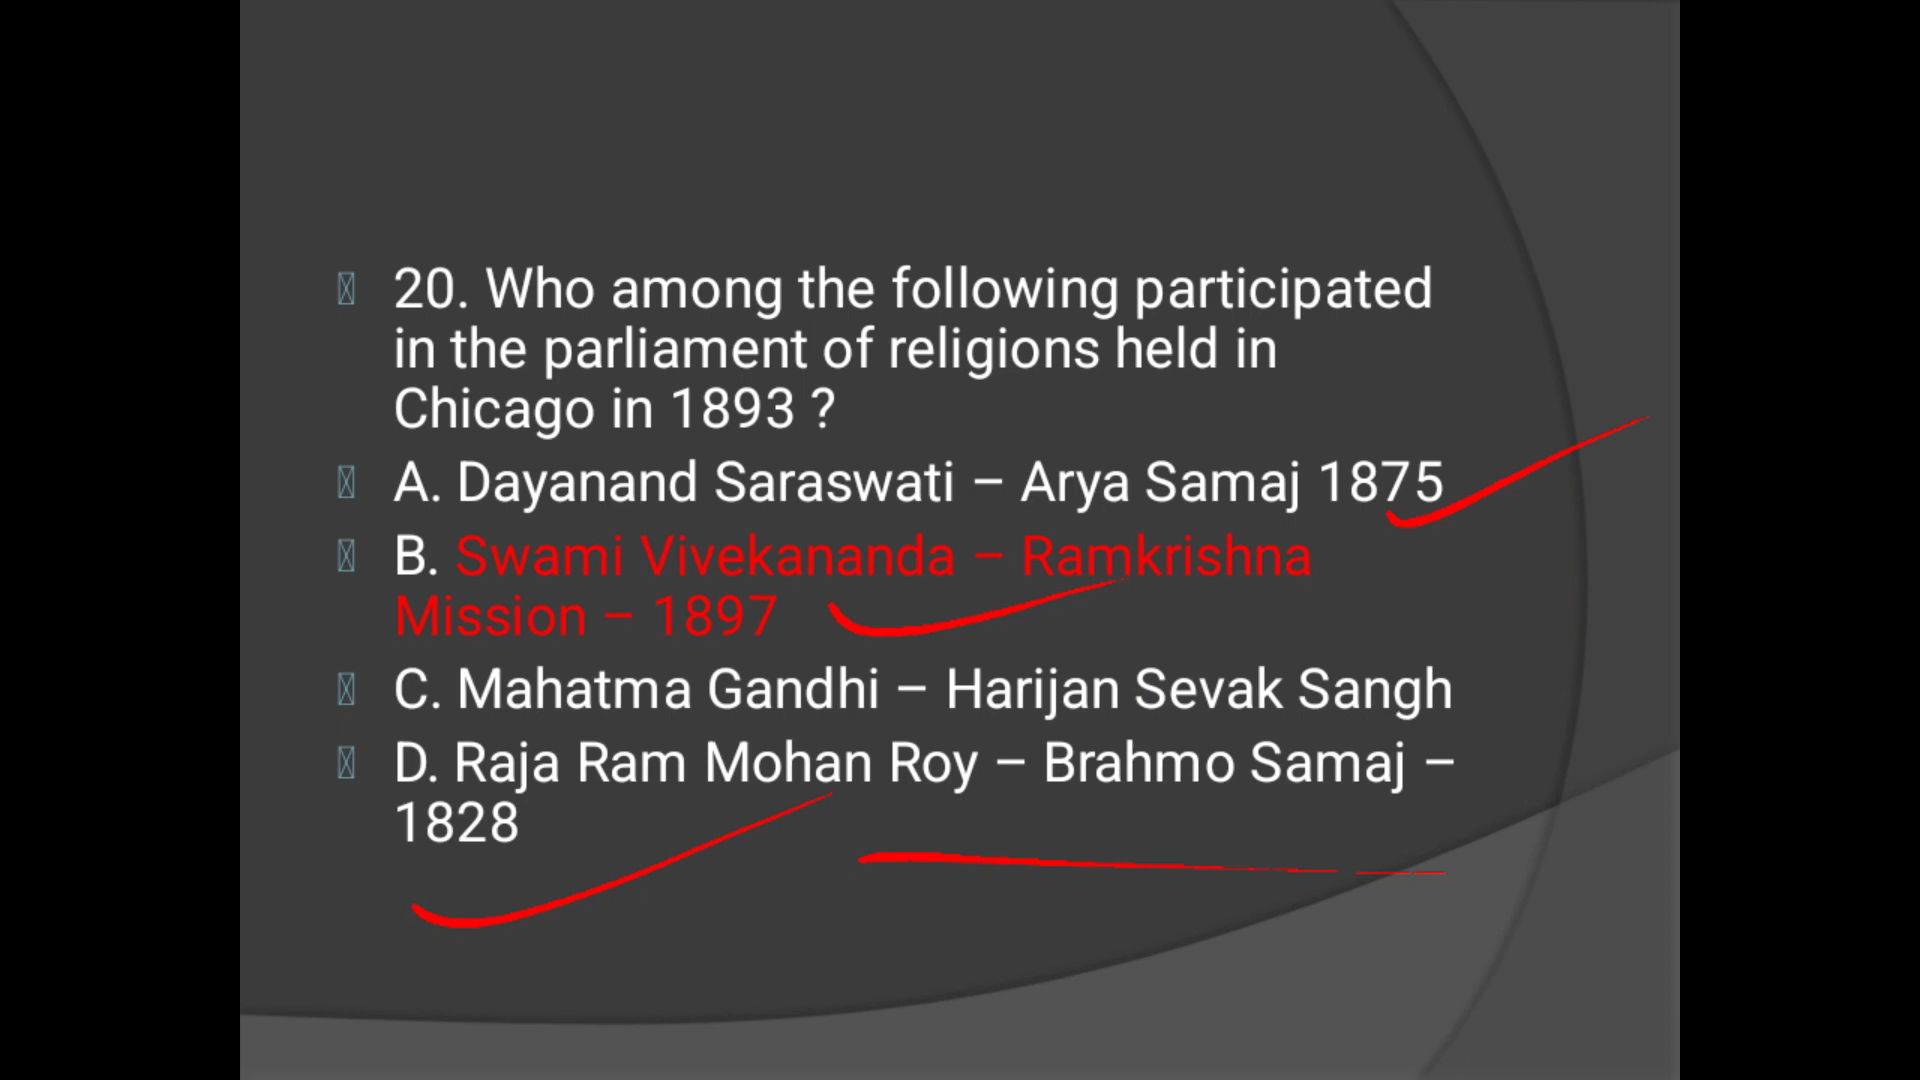 20. Who among the following participated
in the parliament of religions held in
Chicago in 1893 ?
A. Dayanand Saraswati – Arya Samaj 1875
B. Swami Vivekananda – Ramkrishna
Mission – 1897
C. Mahatma Gandhi – Harijan Sevak Sangh
D. Raja Ram Mohan Roy – Brahmo Samaj –
1828